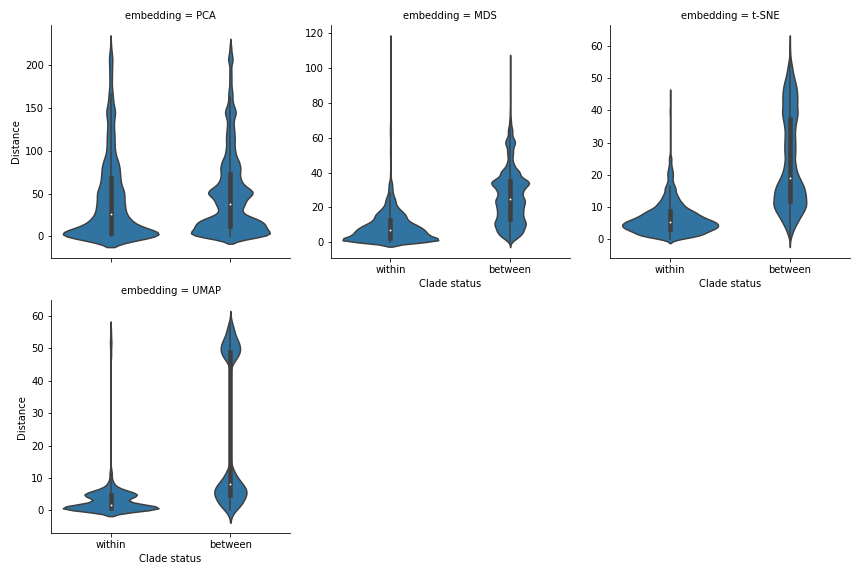 embedding = PCA
embedding = MDS
embedding = t-SNE
200
150
100
50
0
Distance
120
100
80
60
40
20
0
within
between
Clade status
60
50
40
30
20
10
0
within
between
Clade status
embedding = UMAP
60
50
40
30
20
10
0
Distance
within
between
Clade status